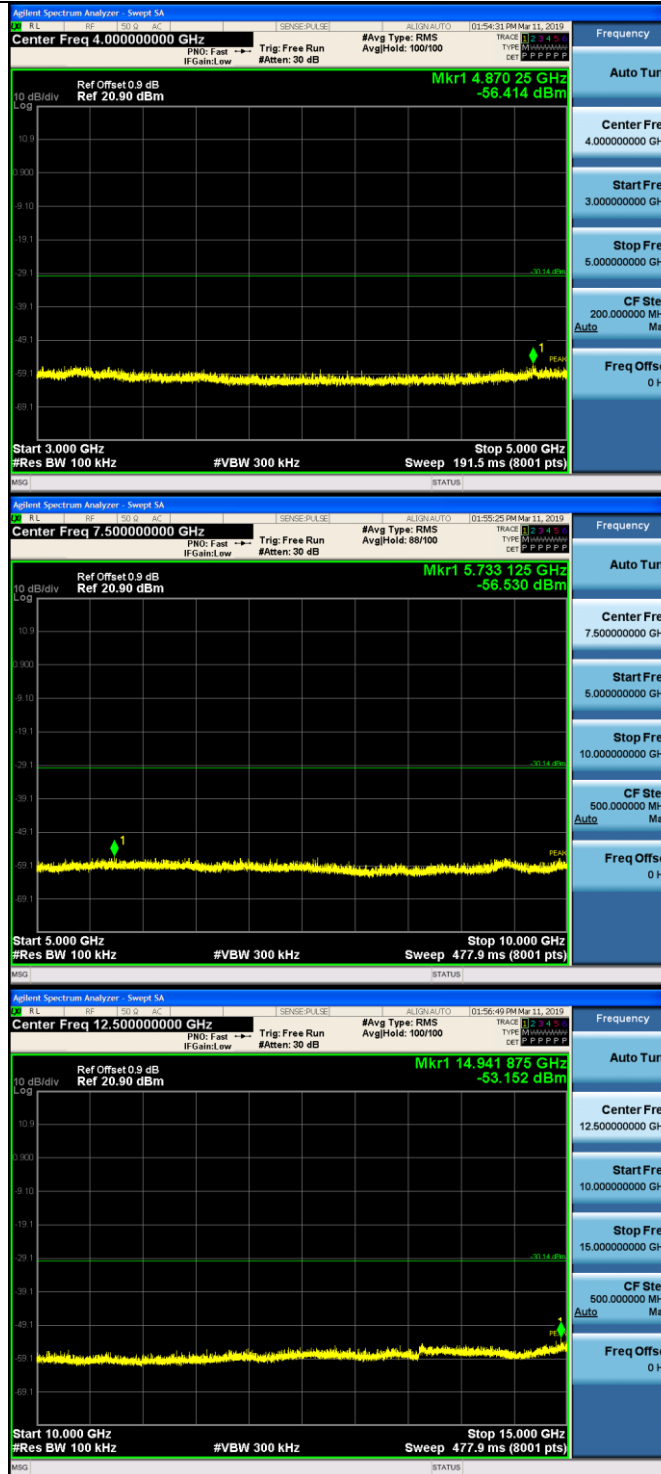 Agilent Spectrum Analyzer - Swept SA
RL RF 50 Ω AC SENSE:PULSE ALIGNAUTO 01:54:31 PM Mar 11, 2019
Center Freq 4.000000000 GHz
PNO: Fast Trig: Free Run
IFGain:Low #Atten: 30 dB
#Avg Type: RMS
Avg|Hold: 100/100
TRACE 1 2 3 4 5 6
TYPE M
DET P P P P P P
Frequency
Mkr1 4.870 25 GHz
-56.414 dBm
Ref Offset 0.9 dB
10 dB/div Ref 20.90 dBm
Log
10.9
0.900
-9.10
-19.1
-29.1
-39.1
-49.1
-59.1
-69.1
-30.14 dBm
1
PEAK
Start 3.000 GHz Stop 5.000 GHz
#Res BW 100 kHz #VBW 300 kHz Sweep 191.5 ms (8001 pts)
MSG STATUS
Auto Tun
Center Fre
4.000000000 GH
Start Fre
3.000000000 GH
Stop Fre
5.000000000 GH
CF Ste
200.000000 MH
Auto Ma
Freq Offs
0 H
Agilent Spectrum Analyzer - Swept SA
RL RF 50 Ω AC SENSE:PULSE ALIGNAUTO 01:55:25 PM Mar 11, 2019
Center Freq 7.500000000 GHz
PNO: Fast Trig: Free Run
IFGain:Low #Atten: 30 dB
#Avg Type: RMS
Avg|Hold: 88/100
TRACE 1 2 3 4 5 6
TYPE M
DET P P P P P P
Frequency
Mkr1 5.733 125 GHz
-56.530 dBm
Ref Offset 0.9 dB
10 dB/div Ref 20.90 dBm
Log
10.9
0.900
-9.10
-19.1
-29.1
-39.1
-49.1
-59.1
-69.1
-30.14 dBm
1
PEAK
Start 5.000 GHz Stop 10.000 GHz
#Res BW 100 kHz #VBW 300 kHz Sweep 477.9 ms (8001 pts)
MSG STATUS
Auto Tun
Center Fre
7.500000000 GH
Start Fre
5.000000000 GH
Stop Fre
10.000000000 GH
CF Ste
500.000000 MH
Auto Ma
Freq Offs
0 H
Agilent Spectrum Analyzer - Swept SA
RL RF 50 Ω AC SENSE:PULSE ALIGNAUTO 01:56:49 PM Mar 11, 2019
Center Freq 12.500000000 GHz
PNO: Fast Trig: Free Run
IFGain:Low #Atten: 30 dB
#Avg Type: RMS
Avg|Hold: 100/100
TRACE 1 2 3 4 5 6
TYPE M
DET P P P P P P
Frequency
Mkr1 14.941 875 GHz
-53.152 dBm
Ref Offset 0.9 dB
10 dB/div Ref 20.90 dBm
Log
10.9
0.900
-9.10
-19.1
-29.1
-39.1
-49.1
-59.1
-69.1
-30.14 dBm
1
Start 10.000 GHz Stop 15.000 GHz
#Res BW 100 kHz #VBW 300 kHz Sweep 477.9 ms (8001 pts)
MSG STATUS
Auto Tun
Center Fre
12.500000000 GH
Start Fre
10.000000000 GH
Stop Fre
15.000000000 GH
CF Ste
500.000000 MH
Auto Ma
Freq Offs
0 H